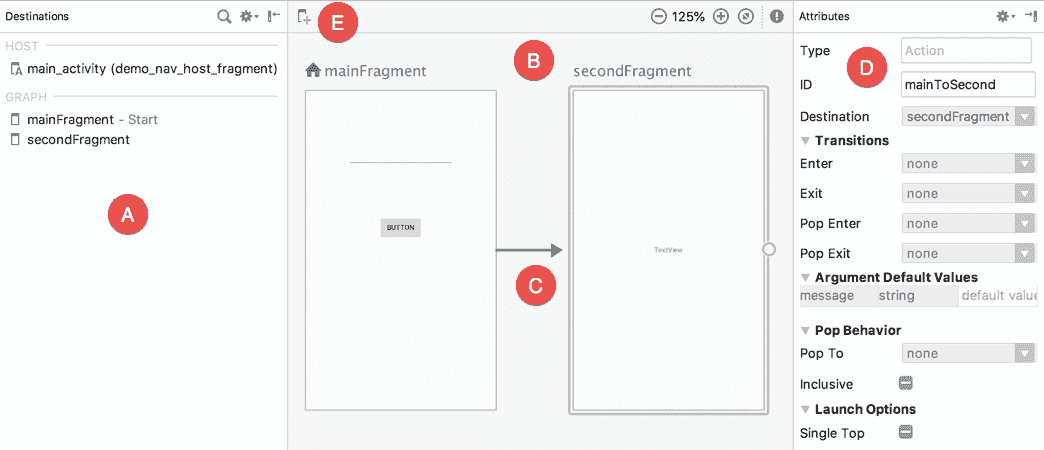 Destinations
HOST
main_activity (demo_nav_host_fragment)
GRAPH
mainFragment - Start
secondFragment
A
E
125%
B
mainFragment
secondFragment
BUTTON
TextView
C
Attributes
D
Type Action
ID mainToSecond
Destination secondFragment
Transitions
Enter none
Exit none
Pop Enter none
Pop Exit none
Argument Default Values
message string default value
Pop Behavior
Pop To none
Inclusive
Launch Options
Single Top